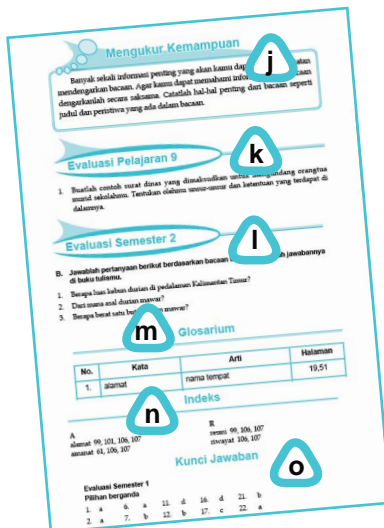 Mengukur Kemampuan
j
Banyak sekali informasi penting yang akan kamu
mendengarkan bacaan. Agar kamu dapat memahami
dengarkanlah secara saksama. Catatlah hal-hal penting dari bacaan seperti
judul dan peristiwa yang ada dalam bacaan.
Evaluasi Pelajaran 9
k
1. Buatlah contoh surat dinas yang dimaksudkan untuk mengundang orangtua
murid sekolahmu. Tentukan olehmu unsur-unsur dan ketentuan yang terdapat di
dalamnya.
Evaluasi Semester 2
l
B. Jawablah pertanyaan berikut berdasarkan bacaan jawabannya
di buku tulismu.
1. Berapa luas kebun durian di pedalaman Kalimantan Timur?
2. Dari mana asal durian mawar?
3. Berapa berat satu mawar?
m
Glosarium
No. Kata Arti Halaman
1. alamat nama tempat 19,51
n
Indeks
A
alamat 99, 101, 106, 107
amanat 61, 106, 107
R
resmi 99, 106, 107
riwayat 106, 107
Kunci Jawaban
o
Evaluasi Semester 1
Pilihan berganda
1. a 6. a 11. d 16. d 21. b
2. a 7. b 12. b 17. c 22. a